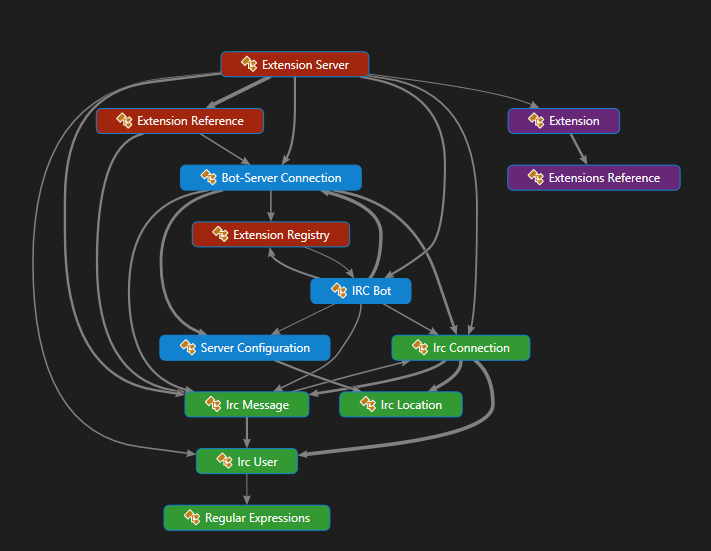 Extension Server
Extension Reference
Extension
Bot-Server Connection
Extensions Reference
Extension Registry
IRC Bot
Server Configuration
Irc Connection
Irc Message
Irc Location
Irc User
Regular Expressions